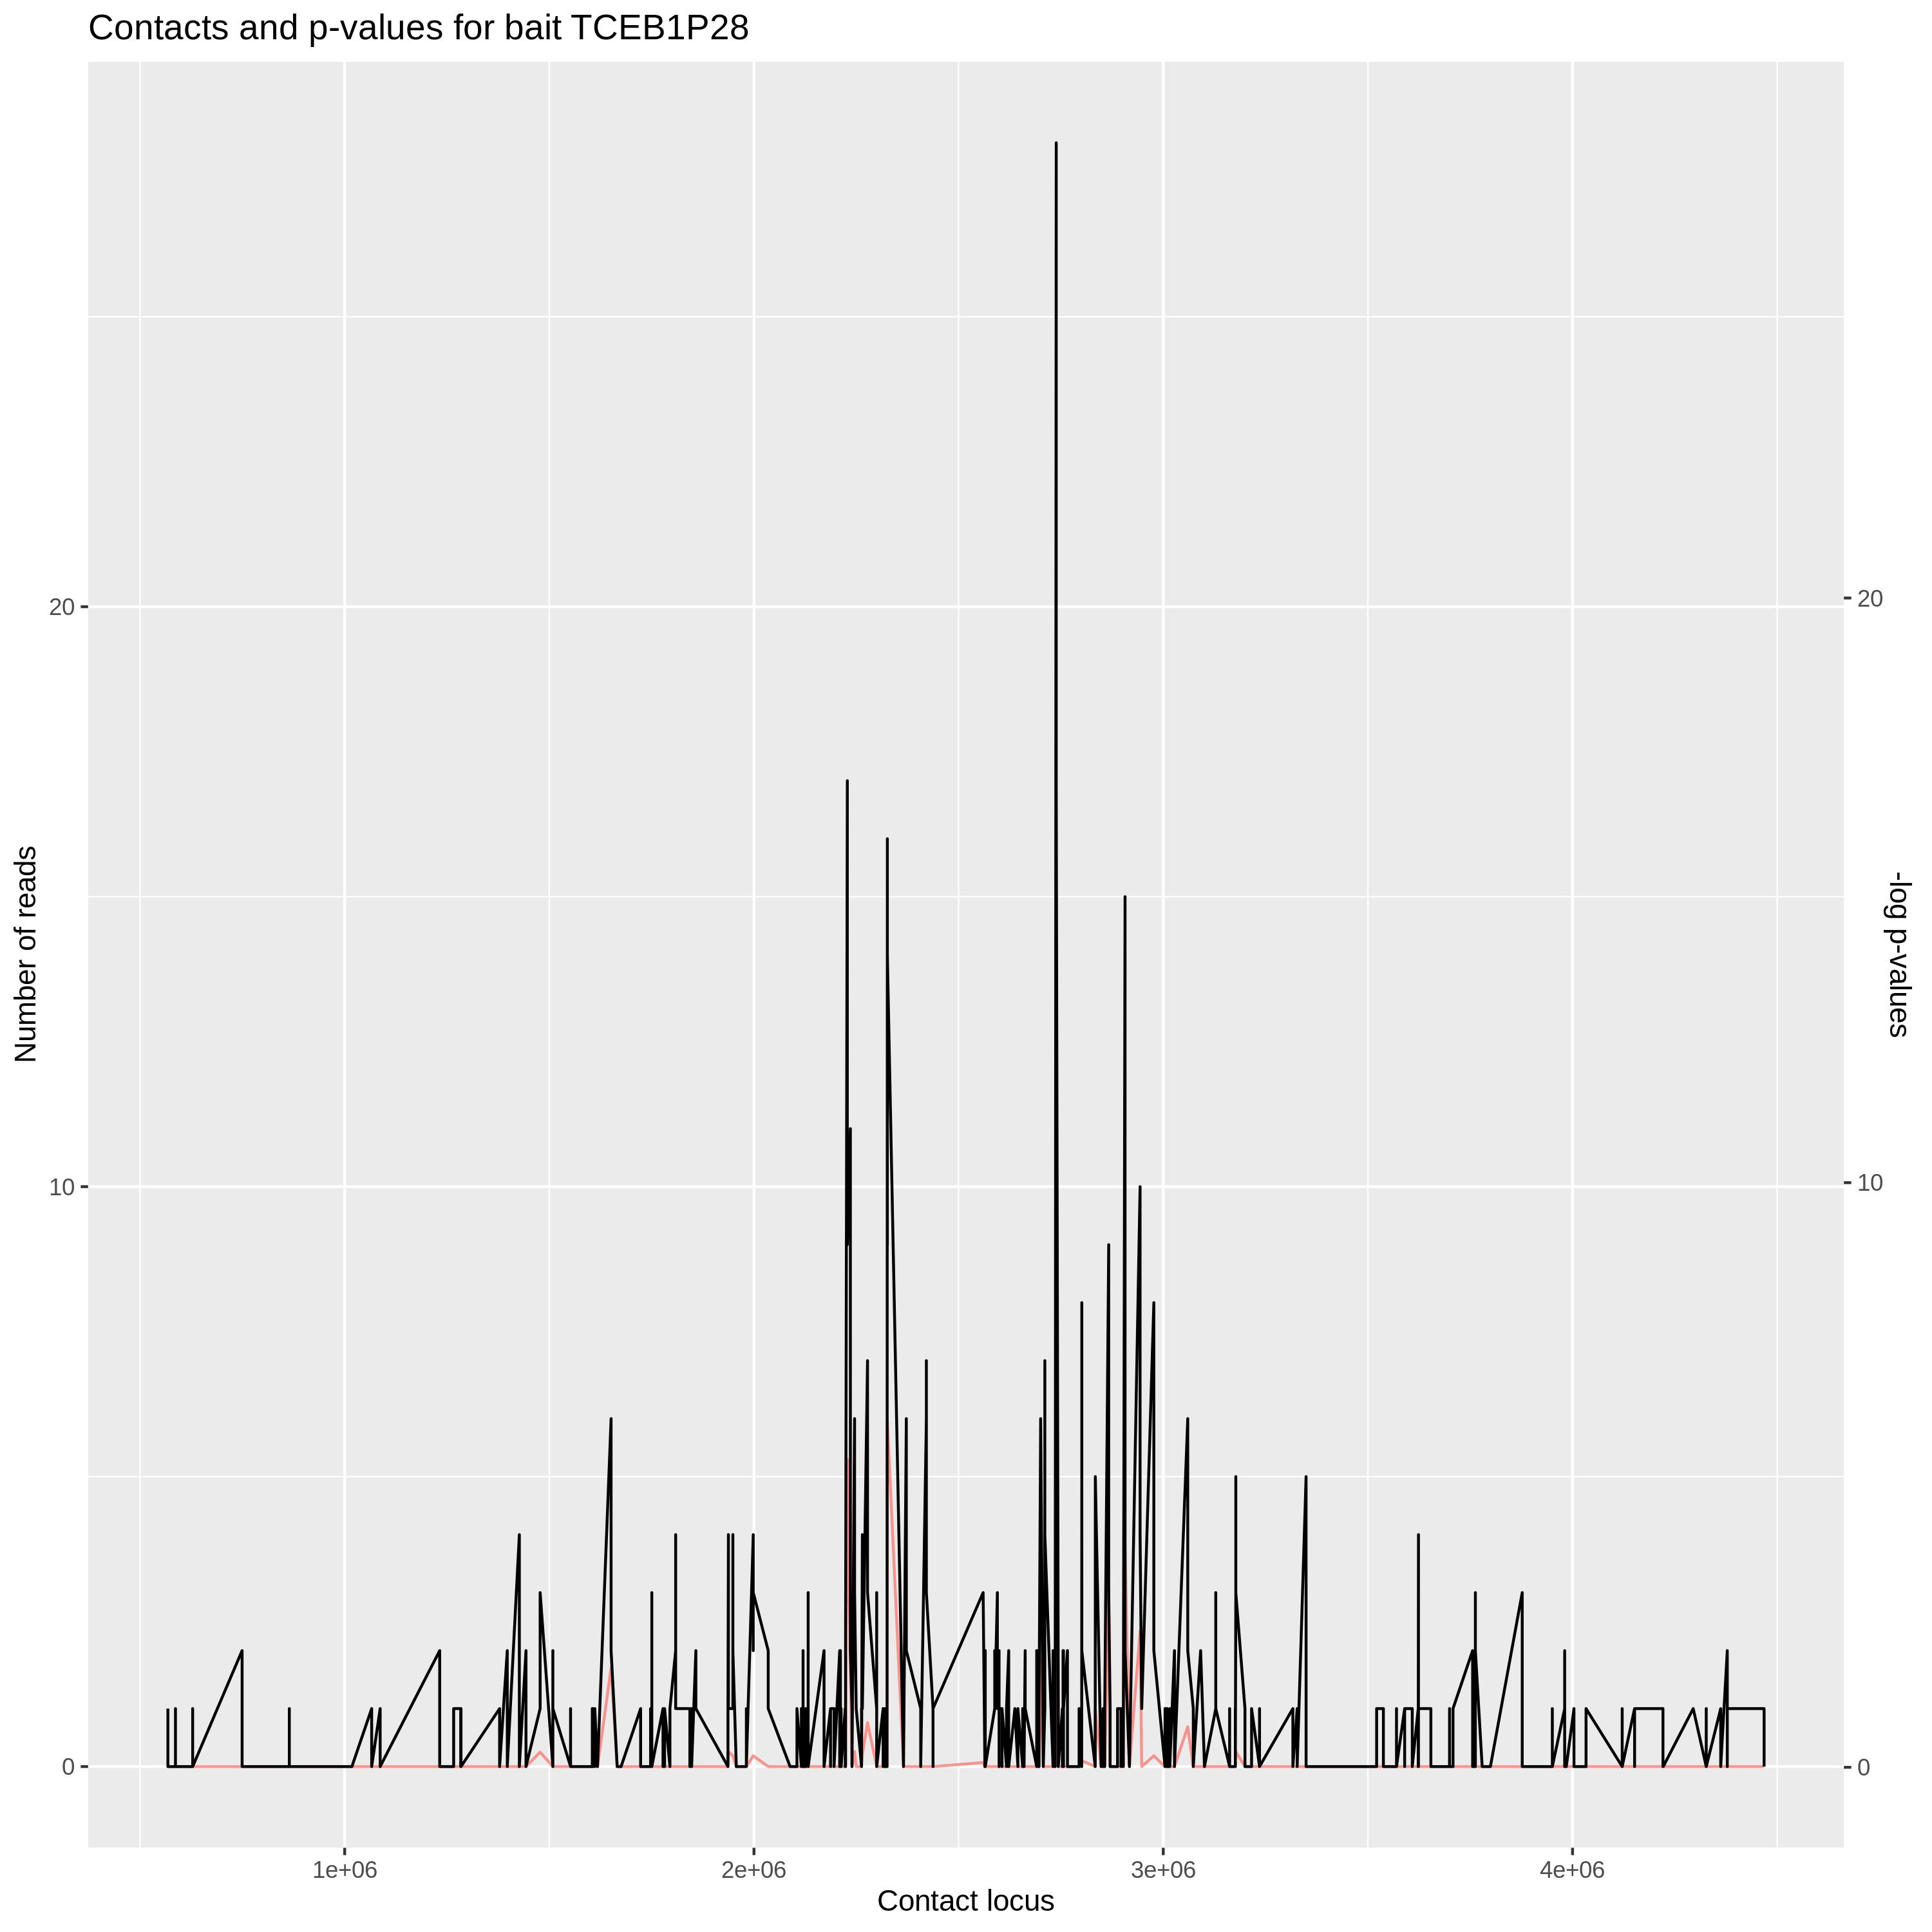 Contacts and p-values for bait TCEB1P28
Number of reads
20
10
0
20
10
0
-log p-values
1e+06
2e+06
3e+06
4e+06
Contact locus